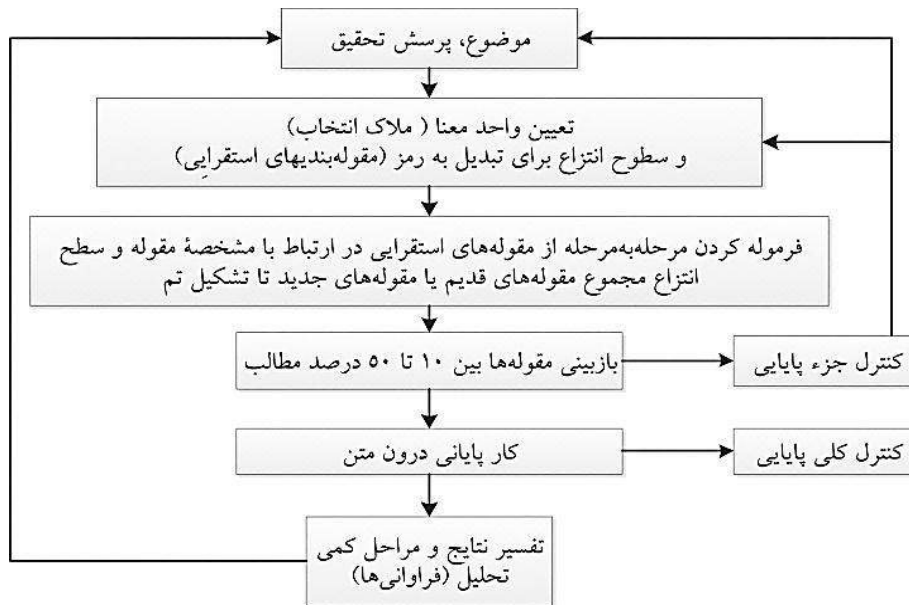 موضوع، پرسش تحقیق
تعیین واحد معنا ( ملاک انتخاب)
و سطوح انتزاع برای تبدیل به رمز (مقوله‌بندیهای استقرایِی)
فرموله کردن مرحله‌به‌مرحله از مقوله‌های استقرایی در ارتباط با مشخصهٔ مقوله و سطح
انتزاع مجموع مقوله‌های قدیم یا مقوله‌های جدید تا تشکیل تم
بازبینی مقوله‌ها بین ۱۰ تا ۵۰ درصد مطالب
کنترل جزء پایایی
کار پایانی درون متن
کنترل کلی پایایی
تفسیر نتایج و مراحل کمی
تحلیل (فراوانی‌ها)